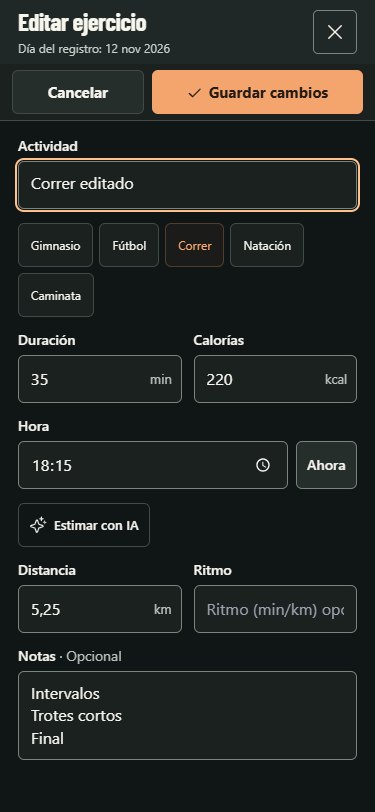 Editar ejercicio
Día del registro: 12 nov 2026
Cancelar
Guardar cambios
Actividad
Correr editado
Gimnasio
Fútbol
Correr
Natación
Caminata
Duración
Calorías
35 min
220 kcal
Hora
18:15
Ahora
Estimar con IA
Distancia
Ritmo
5,25 km
Ritmo (min/km) opc
Notas · Opcional
Intervalos
Trotes cortos
Final